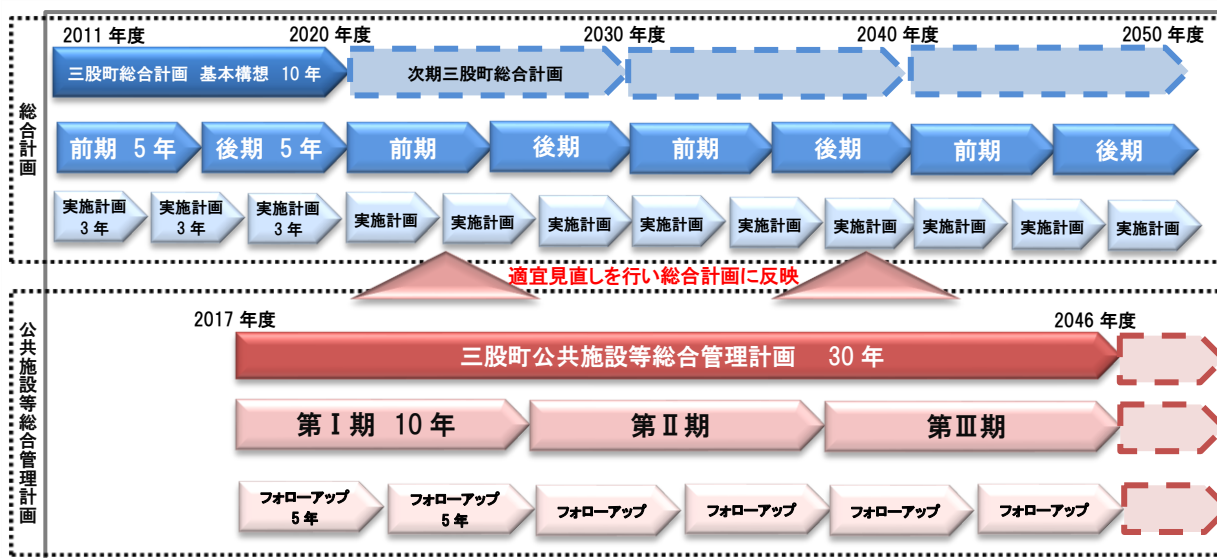 2011 年度
2020 年度
2030 年度
2040 年度
2050 年度
総合計画
三股町総合計画 基本構想 10 年
次期三股町総合計画
前期 5 年
後期 5 年
前期
後期
前期
後期
前期
後期
実施計画
3 年
実施計画
3 年
実施計画
3 年
実施計画
実施計画
実施計画
実施計画
実施計画
実施計画
実施計画
実施計画
実施計画
適宜見直しを行い総合計画に反映
公共施設等総合管理計画
2017 年度
2046 年度
三股町公共施設等総合管理計画 30 年
第Ⅰ期 10 年
第Ⅱ期
第Ⅲ期
フォローアップ
5 年
フォローアップ
5 年
フォローアップ
フォローアップ
フォローアップ
フォローアップ